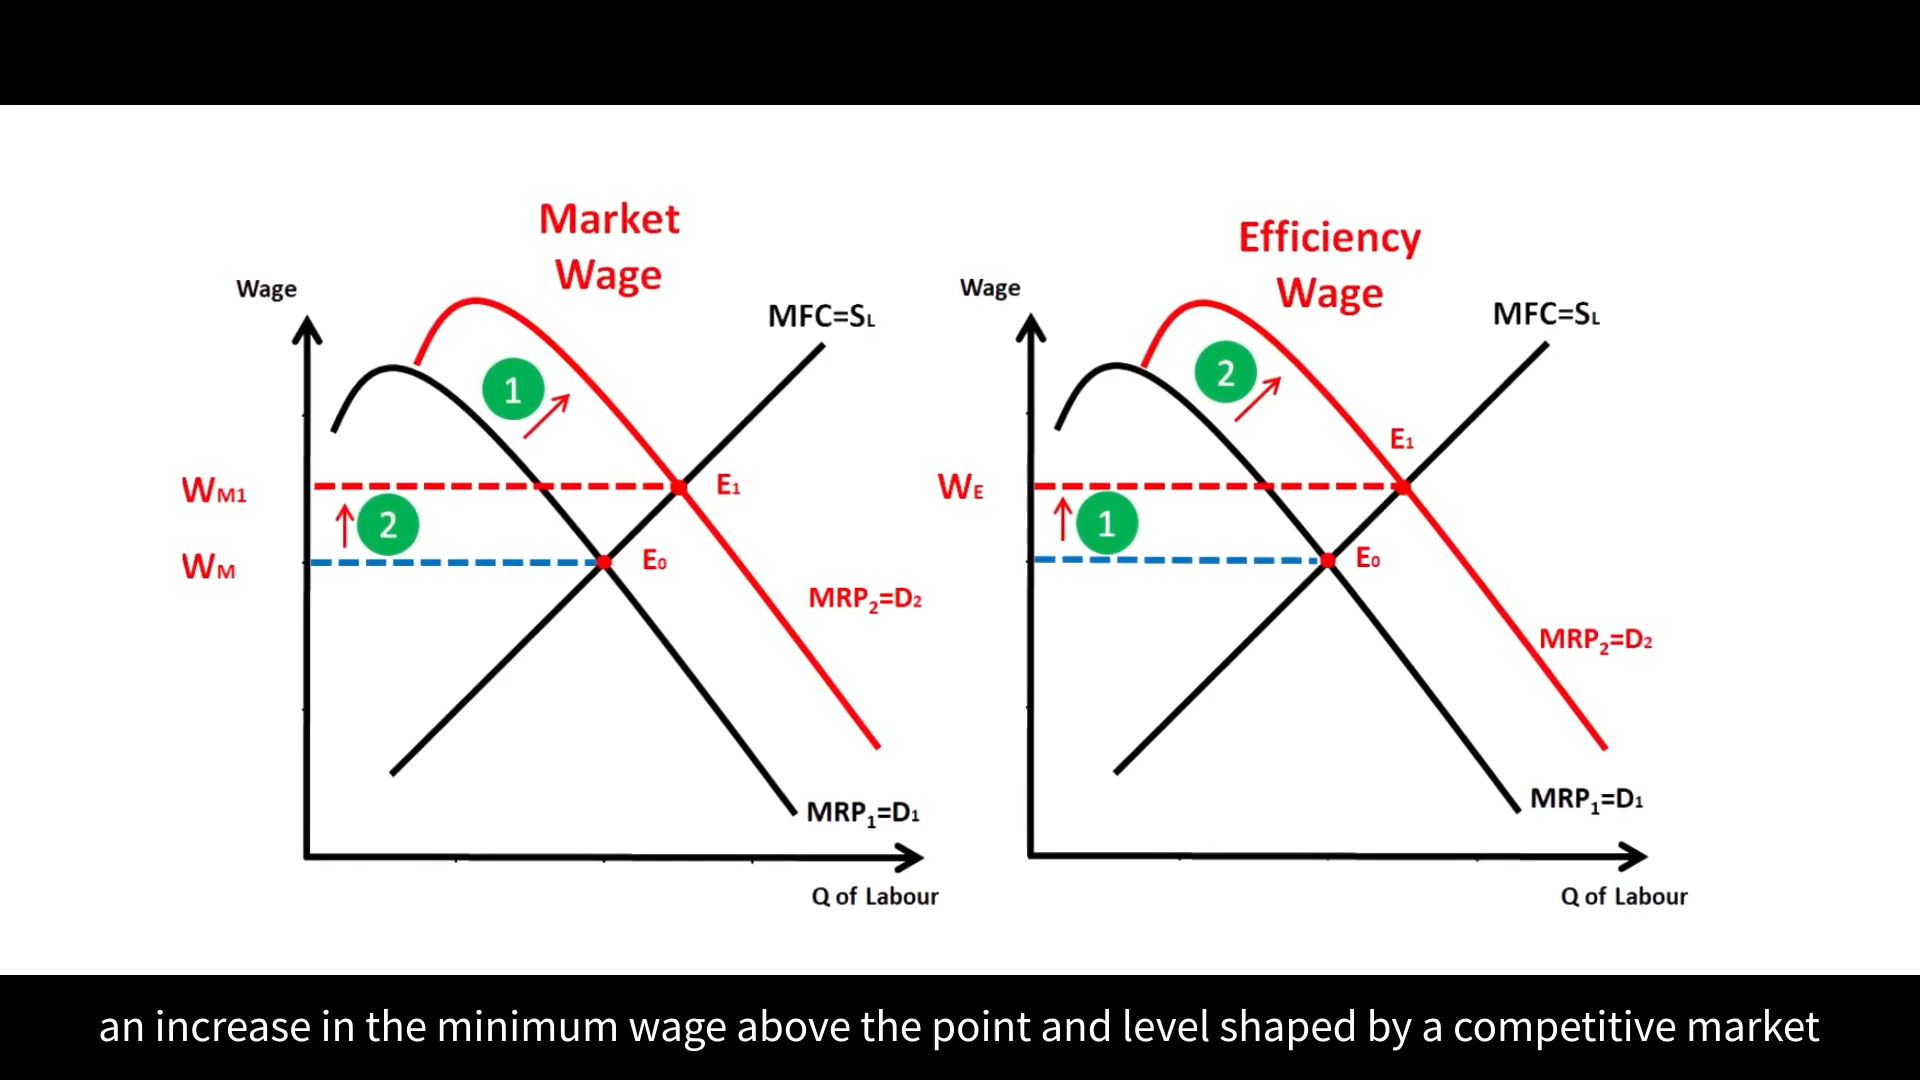 Market
Wage
Wage
MFC=SL
1
WM1
E1
2
WM
E0
MRP2=D2
MRP1=D1
Q of Labour
Efficiency
Wage
Wage
MFC=SL
2
E1
WE
1
E0
MRP2=D2
MRP1=D1
Q of Labour
an increase in the minimum wage above the point and level shaped by a competitive market